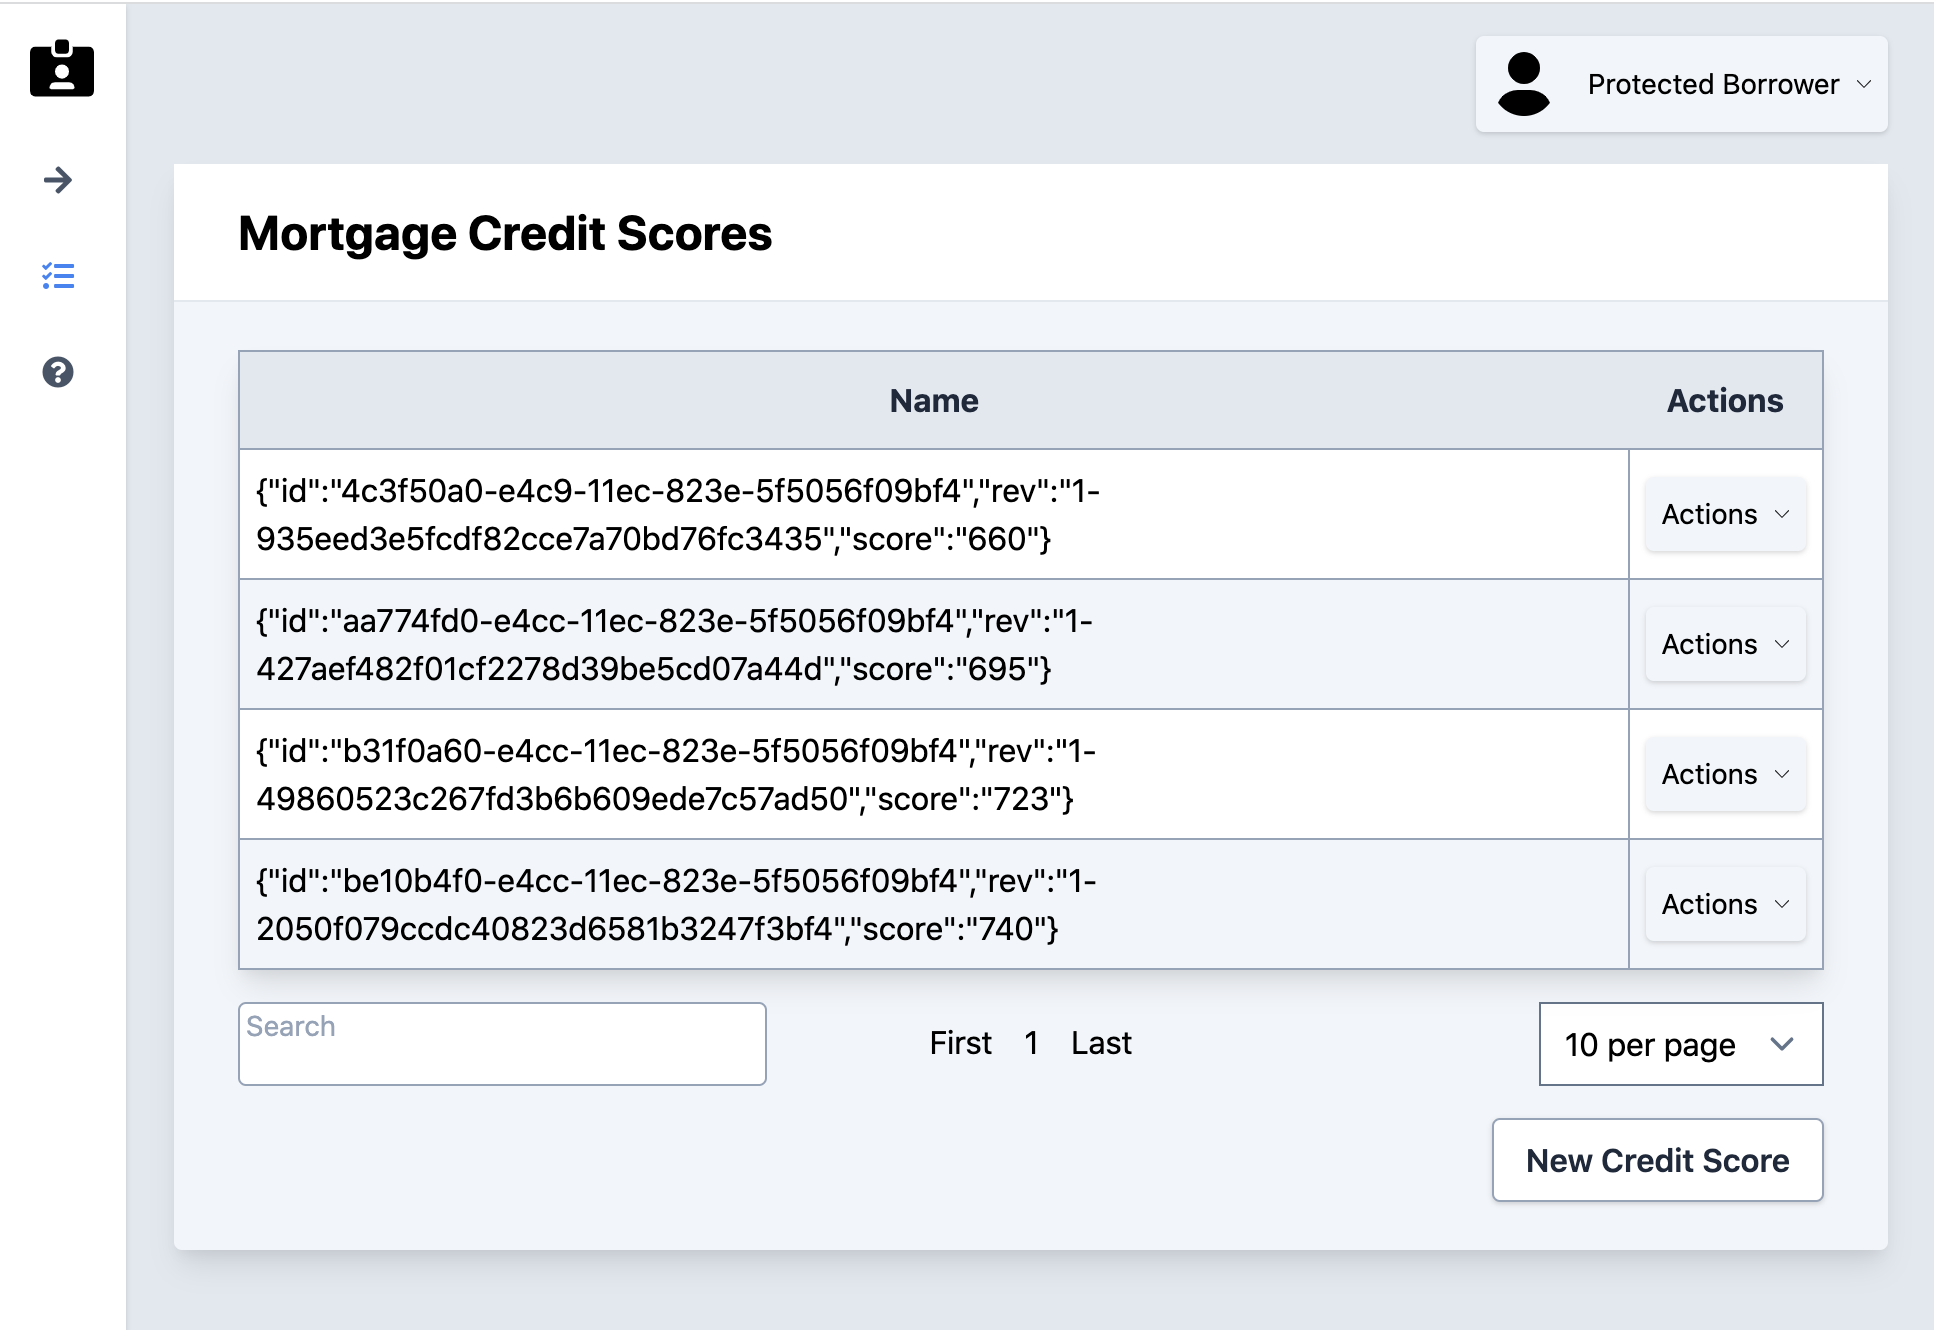 Protected Borrower
Mortgage Credit Scores
Name
Actions
{"id":"4c3f50a0-e4c9-11ec-823e-5f5056f09bf4","rev":"1-
935eed3e5fcdf82cce7a70bd76fc3435","score":"660"}
Actions
{"id":"aa774fd0-e4cc-11ec-823e-5f5056f09bf4","rev":"1-
427aef482f01cf2278d39be5cd07a44d","score":"695"}
Actions
{"id":"b31f0a60-e4cc-11ec-823e-5f5056f09bf4","rev":"1-
49860523c267fd3b6b609ede7c57ad50","score":"723"}
Actions
{"id":"be10b4f0-e4cc-11ec-823e-5f5056f09bf4","rev":"1-
2050f079ccdc40823d6581b3247f3bf4","score":"740"}
Actions
Search
First 1 Last
10 per page
New Credit Score